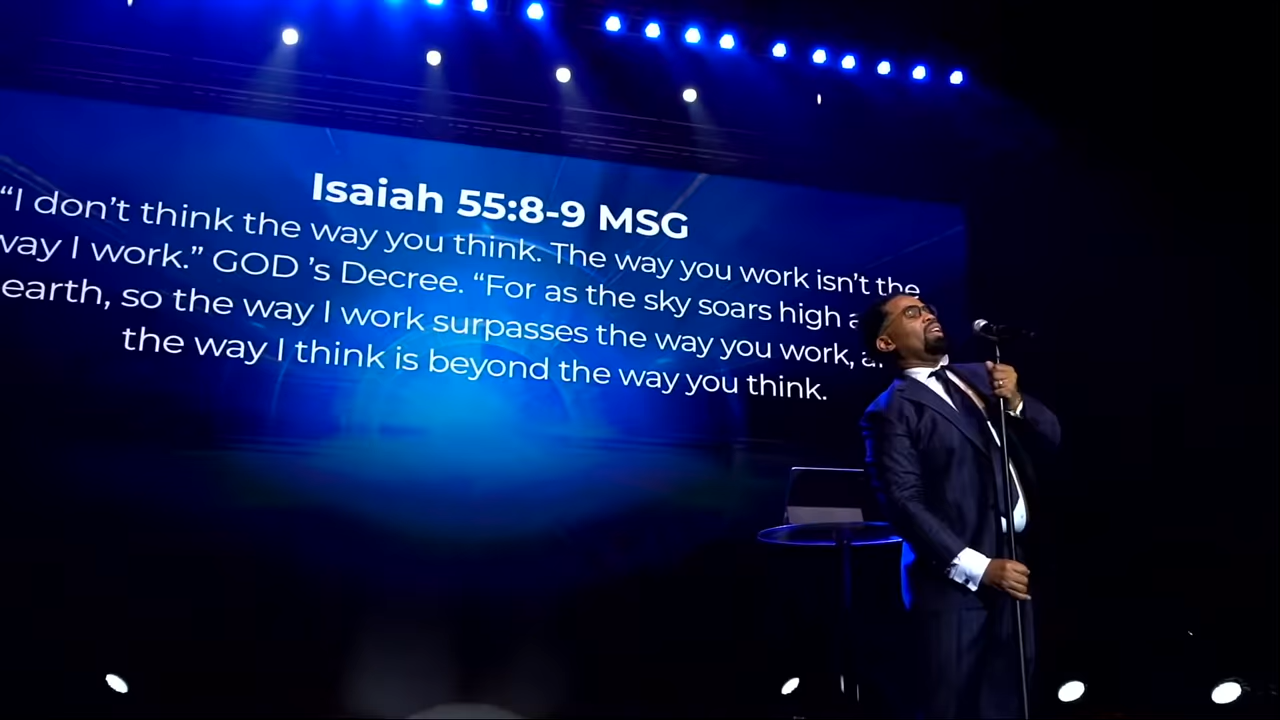 Isaiah 55:8-9 MSG
“I don’t think the way you think. The way you work isn’t the
way I work.” GOD ’s Decree. “For as the sky soars high
earth, so the way I work surpasses the way you work,
the way I think is beyond the way you think.